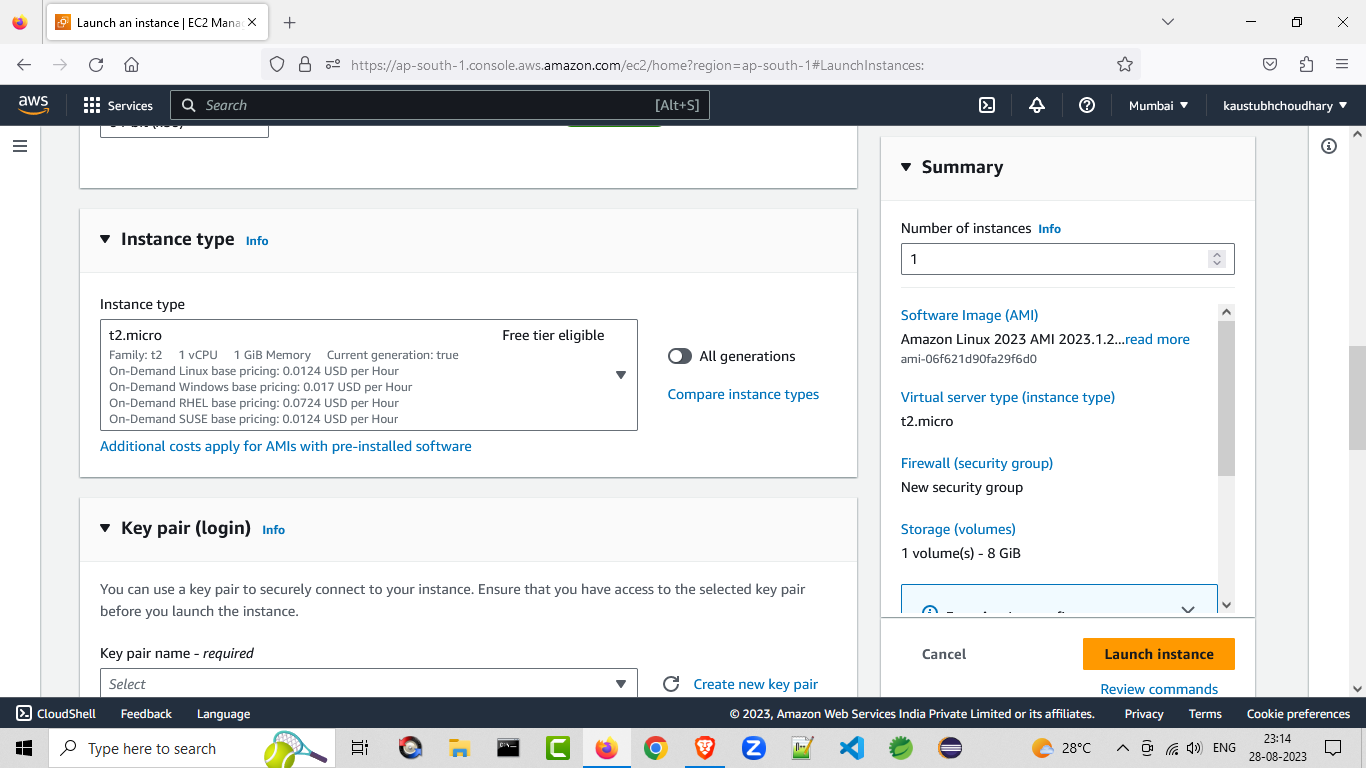 Launch an instance | EC2 Mana
https://ap-south-1.console.aws.amazon.com/ec2/home?region=ap-south-1#LaunchInstances:
aws
Services
Search
[Alt+S]
Mumbai
kaustubhchoudhary
Instance type Info
Instance type
t2.micro Free tier eligible
Family: t2 1 vCPU 1 GiB Memory Current generation: true
On-Demand Linux base pricing: 0.0124 USD per Hour
On-Demand Windows base pricing: 0.017 USD per Hour
On-Demand RHEL base pricing: 0.0724 USD per Hour
On-Demand SUSE base pricing: 0.0124 USD per Hour
All generations
Compare instance types
Additional costs apply for AMIs with pre-installed software
Key pair (login) Info
You can use a key pair to securely connect to your instance. Ensure that you have access to the selected key pair
before you launch the instance.
Key pair name - required
Select
Create new key pair
Summary
Number of instances Info
1
Software Image (AMI)
Amazon Linux 2023 AMI 2023.1.2...read more
ami-06f621d90fa29f6d0
Virtual server type (instance type)
t2.micro
Firewall (security group)
New security group
Storage (volumes)
1 volume(s) - 8 GiB
Cancel
Launch instance
Review commands
CloudShell Feedback Language
© 2023, Amazon Web Services India Private Limited or its affiliates. Privacy Terms Cookie preferences
Type here to search
28°C
ENG
23:14
28-08-2023